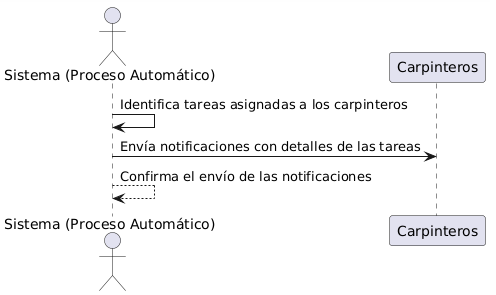 Sistema (Proceso Automático)
Carpinteros
Identifica tareas asignadas a los carpinteros
Envía notificaciones con detalles de las tareas
Confirma el envío de las notificaciones
Sistema (Proceso Automático)
Carpinteros